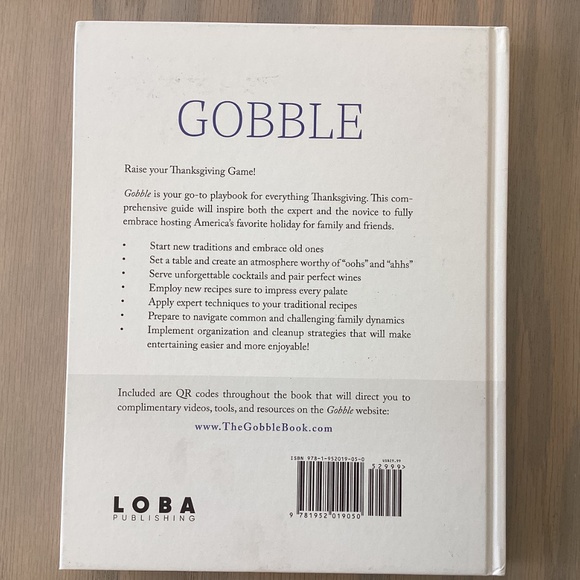 GOBBLE
Raise your Thanksgiving Game!
Gobble is your go-to playbook for everything Thanksgiving. This com-
prehensive guide will inspire both the expert and the novice to fully
embrace hosting America's favorite holiday for family and friends.
• Start new traditions and embrace old ones
• Set a table and create an atmosphere worthy of "oohs" and "ahhs"
• Serve unforgettable cocktails and pair perfect wines
• Employ new recipes sure to impress every palate
• Apply expert techniques to your traditional recipes
• Prepare to navigate common and challenging family dynamics
• Implement organization and cleanup strategies that will make
entertaining easier and more enjoyable!
Included are QR codes throughout the book that will direct you to
complimentary videos, tools, and resources on the Gobble website:
www.TheGobbleBook.com
ISBN 978-1-952019-05-0
52999>
9 781952 019050
LOBA
PUBLISHING